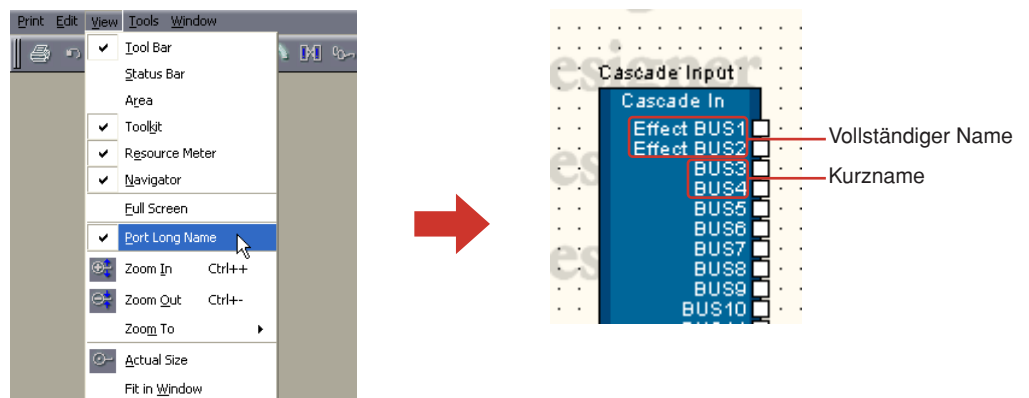 Print Edit View Tools Window
Tool Bar
Status Bar
Area
Toolkit
Resource Meter
Navigator
Full Screen
Port Long Name
Zoom In Ctrl++
Zoom Out Ctrl+-
Zoom To
Actual Size
Fit in Window
esigner
Cascade Input
Cascade In
Effect BUS1
Effect BUS2
BUS3
BUS4
BUS5
BUS6
BUS7
BUS8
BUS9
BUS10
Vollständiger Name
Kurzname